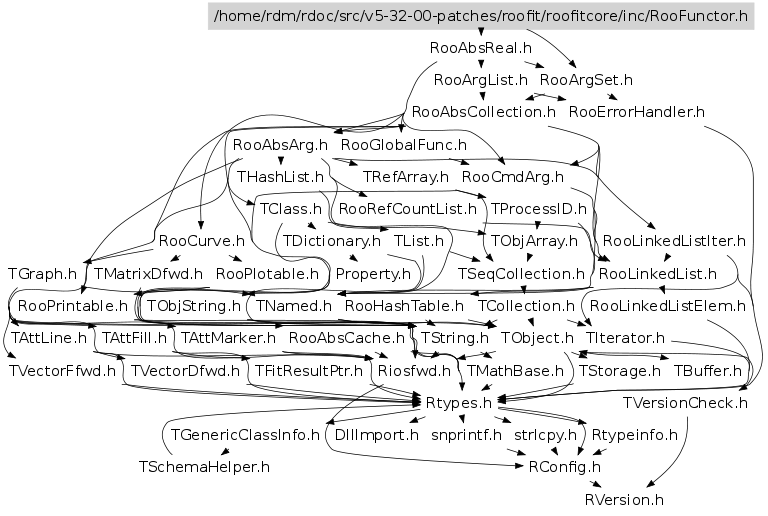 /home/rdm/rdoc/src/v5-32-00-patches/roofit/roofitcore/inc/RooFunctor.h
RooAbsReal.h
RooArgList.h RooArgSet.h
RooAbsCollection.h RooErrorHandler.h
RooAbsArg.h RooGlobalFunc.h
THashList.h TRefArray.h RooCmdArg.h
TClass.h RooRefCountList.h TProcessID.h
RooCurve.h TDictionary.h TList.h TObjArray.h RooLinkedListIter.h
TGraph.h TMatrixDfwd.h RooPlotable.h Property.h TSeqCollection.h RooLinkedList.h
RooPrintable.h TObjString.h TNamed.h RooHashTable.h TCollection.h RooLinkedListElem.h
TAttLine.h TAttFill.h TAttMarker.h RooAbsCache.h TString.h TObject.h TIterator.h
TVectorFfwd.h TVectorDfwd.h TFitResultPtr.h Riosfwd.h TMathBase.h TStorage.h TBuffer.h
Rtypes.h TVersionCheck.h
TGenericClassInfo.h DllImport.h snprintf.h strlcpy.h Rtypeinfo.h
TSchemaHelper.h RConfig.h
RVersion.h